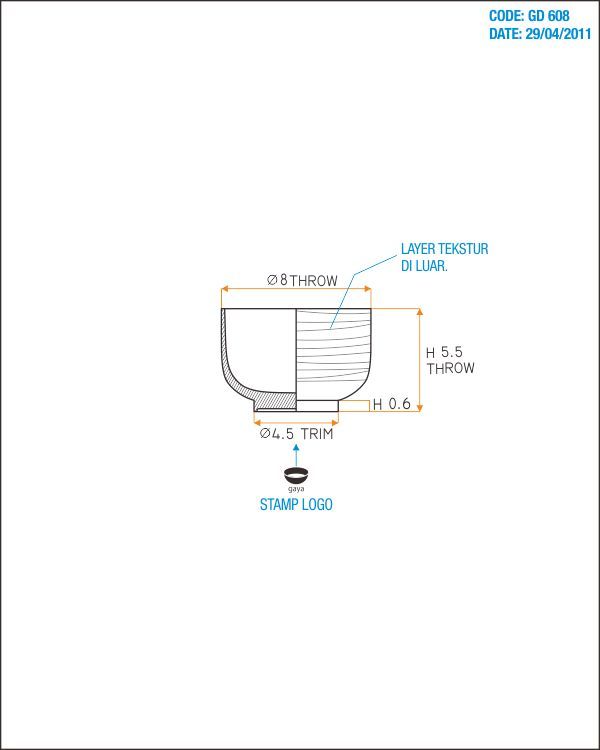 CODE: GD 608
DATE: 29/04/2011
LAYER TEKSTUR
DI LUAR.
∅8 THROW
H 5.5
THROW
H 0.6
∅4.5 TRIM
gaya
STAMP LOGO